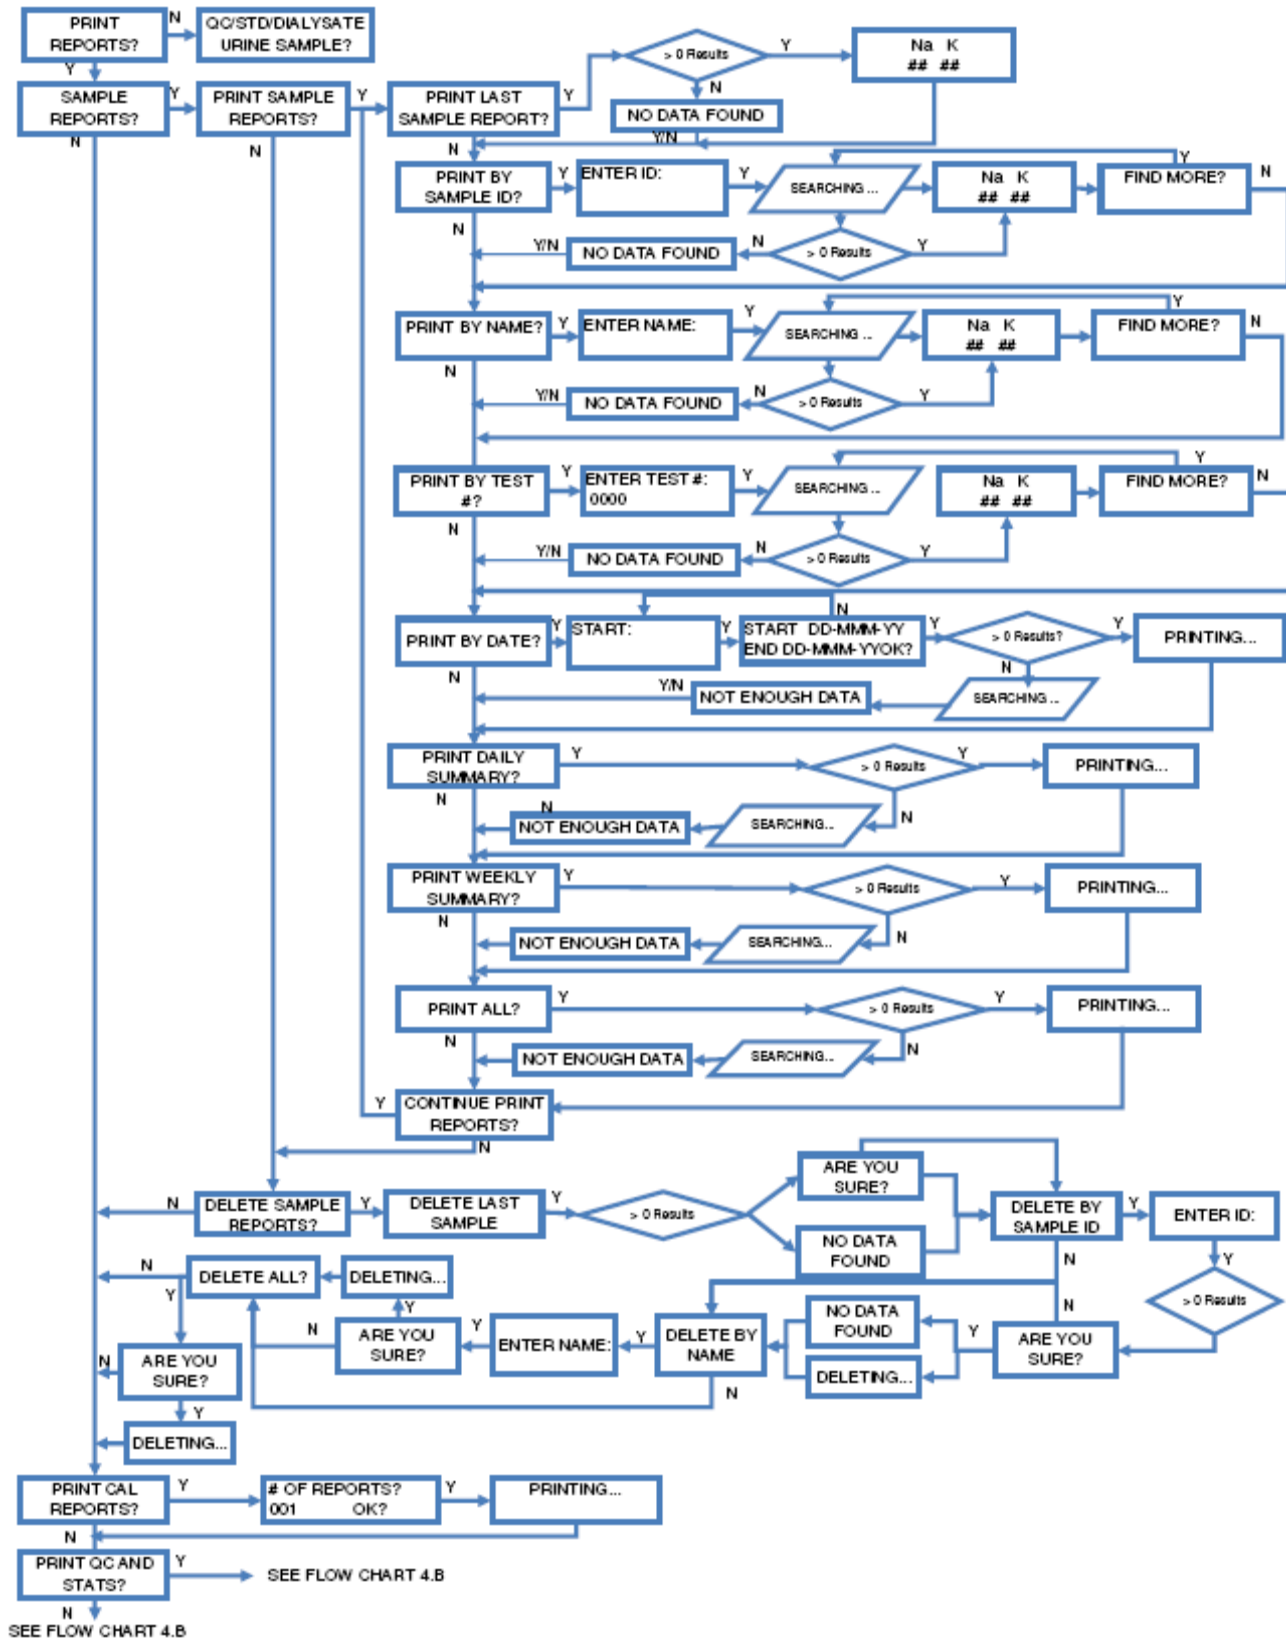 PRINT
REPORTS?
N
QC/STD/DIALYSATE
URINE SAMPLE?
Y
SAMPLE
REPORTS?
Y
PRINT SAMPLE
REPORTS?
Y
PRINT LAST
SAMPLE REPORT?
Y
> 0 Results
Y
Na K
## ##
N
NO DATA FOUND
Y/N
N
N
N
PRINT BY
SAMPLE ID?
Y
ENTER ID:
Y
SEARCHING...
Na K
## ##
Y
FIND MORE?
N
N
Y/N
NO DATA FOUND
N
> 0 Results
Y
PRINT BY NAME?
Y
ENTER NAME:
Y
SEARCHING...
Na K
## ##
Y
FIND MORE?
N
N
Y/N
NO DATA FOUND
N
> 0 Results
Y
PRINT BY TEST
#?
Y
ENTER TEST #:
0000
Y
SEARCHING...
Na K
## ##
Y
FIND MORE?
N
N
Y/N
NO DATA FOUND
N
> 0 Results
Y
PRINT BY DATE?
Y
START:
Y
N
START DD-MMM-YY
END DD-MMM-YYOK?
Y
> 0 Results?
Y
PRINTING...
N
N
Y/N
NOT ENOUGH DATA
SEARCHING...
PRINT DAILY
SUMMARY?
Y
> 0 Results
Y
PRINTING...
N
N
NOT ENOUGH DATA
SEARCHING...
N
PRINT WEEKLY
SUMMARY?
Y
> 0 Results
Y
PRINTING...
N
NOT ENOUGH DATA
SEARCHING...
N
PRINT ALL?
Y
> 0 Results
Y
PRINTING...
N
NOT ENOUGH DATA
SEARCHING...
N
Y
CONTINUE PRINT
REPORTS?
N
N
DELETE SAMPLE
REPORTS?
Y
DELETE LAST
SAMPLE
Y
> 0 Results
ARE YOU
SURE?
NO DATA
FOUND
DELETE BY
SAMPLE ID
Y
ENTER ID:
N
Y
> 0 Results
N
DELETE ALL?
DELETING...
Y
Y
N
ARE YOU
SURE?
Y
ENTER NAME:
Y
DELETE BY
NAME
NO DATA
FOUND
Y
DELETING...
N
ARE YOU
SURE?
N
N
ARE YOU
SURE?
Y
DELETING...
PRINT CAL
REPORTS?
Y
# OF REPORTS?
001 OK?
Y
PRINTING...
N
PRINT QC AND
STATS?
Y
SEE FLOW CHART 4.B
N
SEE FLOW CHART 4.B